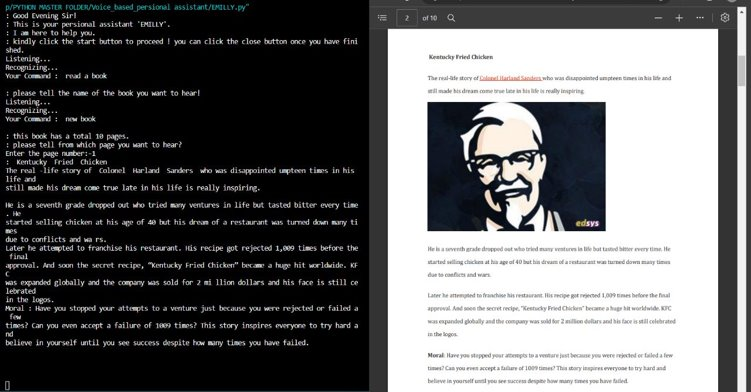 p/PYTHON MASTER FOLDER/Voice_based_persional assistant/EMILLY.py"
: Good Evening Sir!
: This is your persional assistant 'EMILLY'.
: I am here to help you.
: kindly click the start button to proceed ! you can click the close button once you have fini
shed.
Listening...
Recognizing...
Your Command :  read a book
: please tell the name of the book you want to hear!
Listening...
Recognizing...
Your Command :  new book
: this book has a total 10 pages.
: please tell from which page you want to hear?
Enter the page number:-1
:  Kentucky  Fried  Chicken
The real -life story of  Colonel  Harland  Sanders  who was disappointed umpteen times in his
life and
still made his dream come true late in his life is really inspiring.
He is a seventh grade dropped out who tried many ventures in life but tasted bitter every time
. He
started selling chicken at his age of 40 but his dream of a restaurant was turned down many ti
mes
due to conflicts and wa rs.
Later he attempted to franchise his restaurant. His recipe got rejected 1,009 times before the
final
approval. And soon the secret recipe, “Kentucky Fried Chicken” became a huge hit worldwide. KF
C
was expanded globally and the company was sold for 2 mi llion dollars and his face is still ce
lebrated
in the logos.
Moral : Have you stopped your attempts to a venture just because you were rejected or failed a
few
times? Can you even accept a failure of 1009 times? This story inspires everyone to try hard a
nd
believe in yourself until you see success despite how many times you have failed.
2 of 10
Kentucky Fried Chicken
The real-life story of Colonel Harland Sanders who was disappointed umpteen times in his life and
still made his dream come true late in his life is really inspiring.
edsys
He is a seventh grade dropped out who tried many ventures in life but tasted bitter every time. He
started selling chicken at his age of 40 but his dream of a restaurant was turned down many times
due to conflicts and wars.
Later he attempted to franchise his restaurant. His recipe got rejected 1,009 times before the final
approval. And soon the secret recipe, “Kentucky Fried Chicken” became a huge hit worldwide. KFC
was expanded globally and the company was sold for 2 million dollars and his face is still celebrated
in the logos.
Moral: Have you stopped your attempts to a venture just because you were rejected or failed a few
times? Can you even accept a failure of 1009 times? This story inspires everyone to try hard and
believe in yourself until you see success despite how many times you have failed.